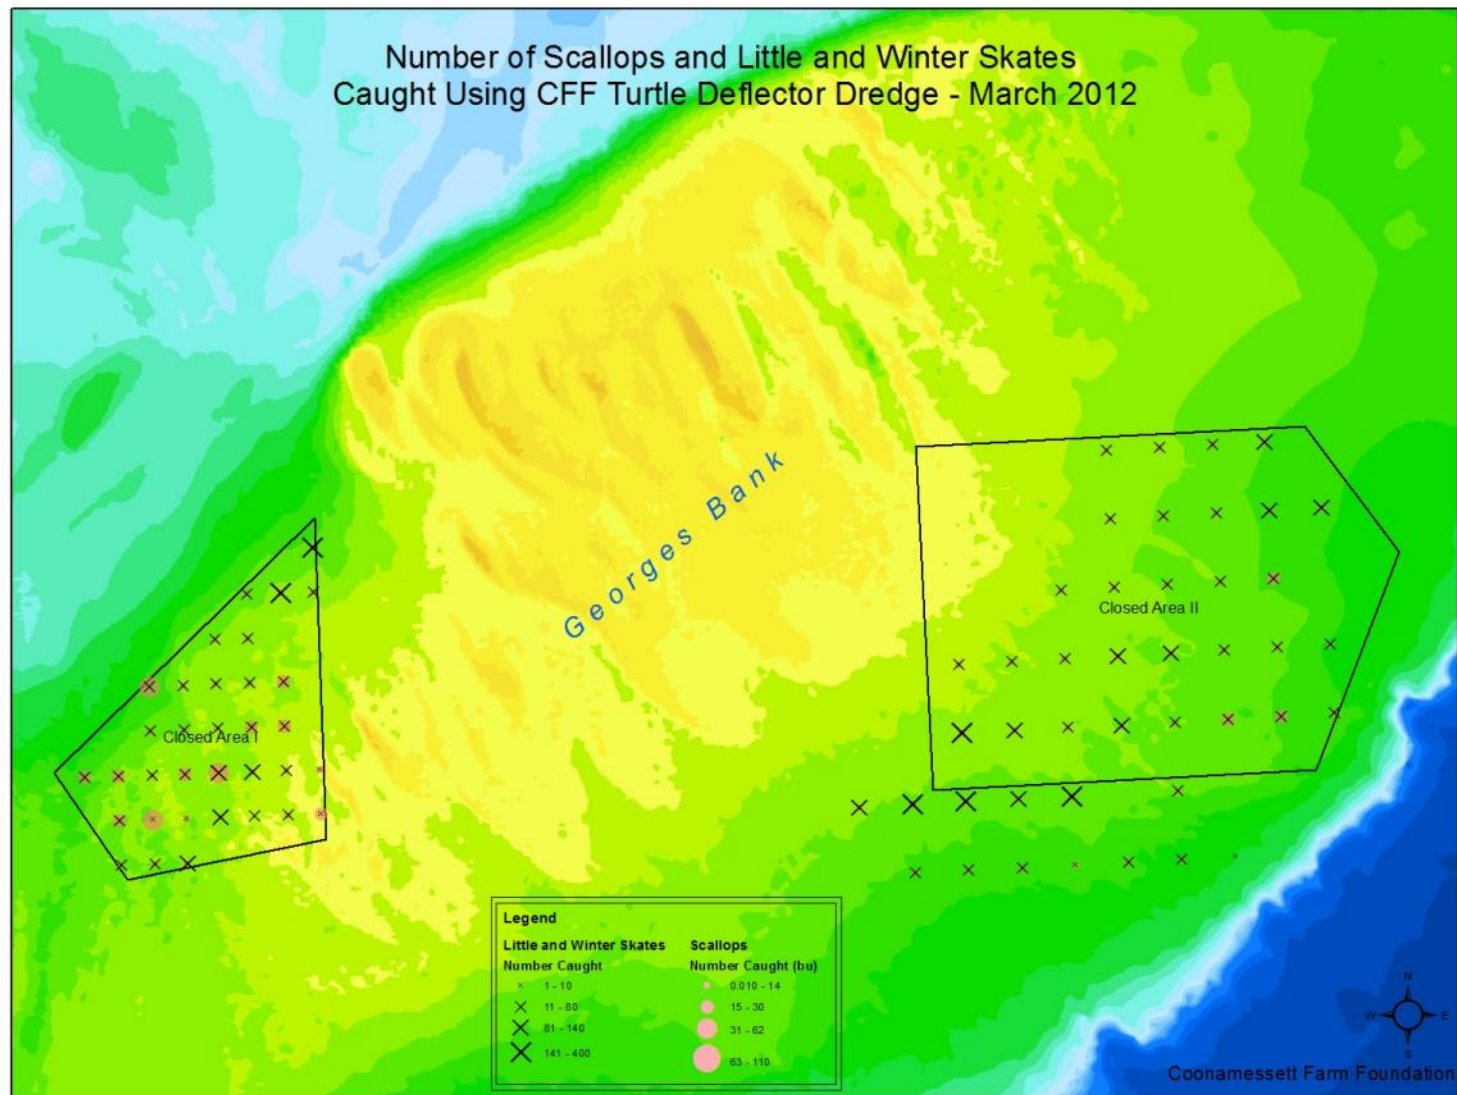 Number of Scallops and Little and Winter Skates
Caught Using CFF Turtle Deflector Dredge - March 2012
Georges Bank
Closed Area II
Closed Area I
Legend
Little and Winter Skates
Number Caught
1 - 10
11 - 80
81 - 140
141 - 400
Scallops
Number Caught (bu)
0.010 - 14
15 - 30
31 - 62
63 - 110
N
W E
S
Coonamessett Farm Foundation